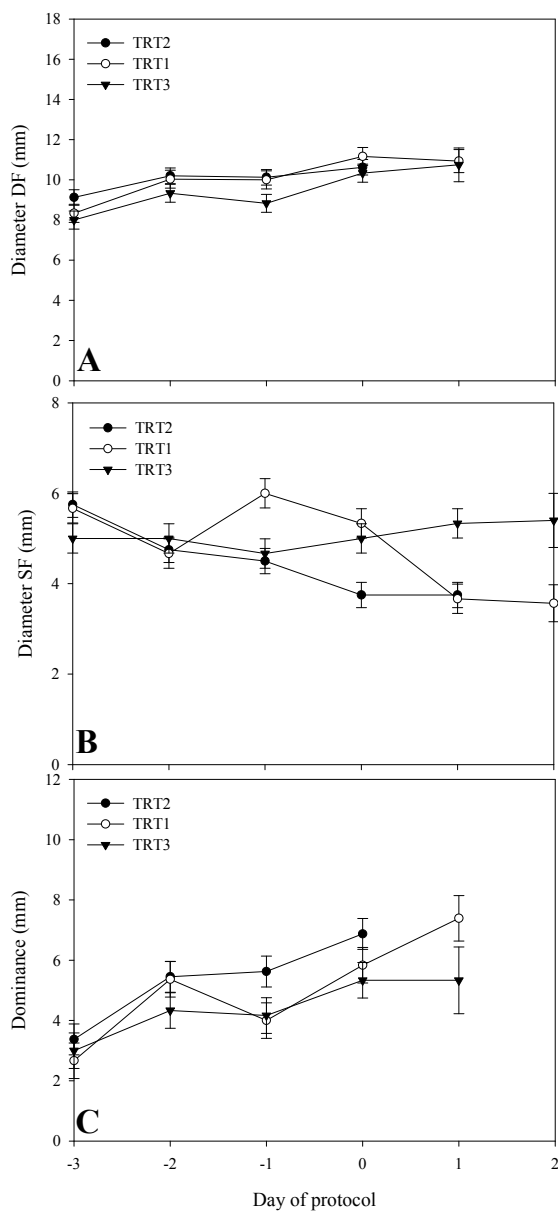 18
16
14
12
10
8
6
4
2
0
Diameter DF (mm)
TRT2
TRT1
TRT3
A
8
6
4
2
0
Diameter SF (mm)
TRT2
TRT1
TRT3
B
12
10
8
6
4
2
0
Dominance (mm)
TRT2
TRT1
TRT3
C
-3 -2 -1 0 1 2
Day of protocol